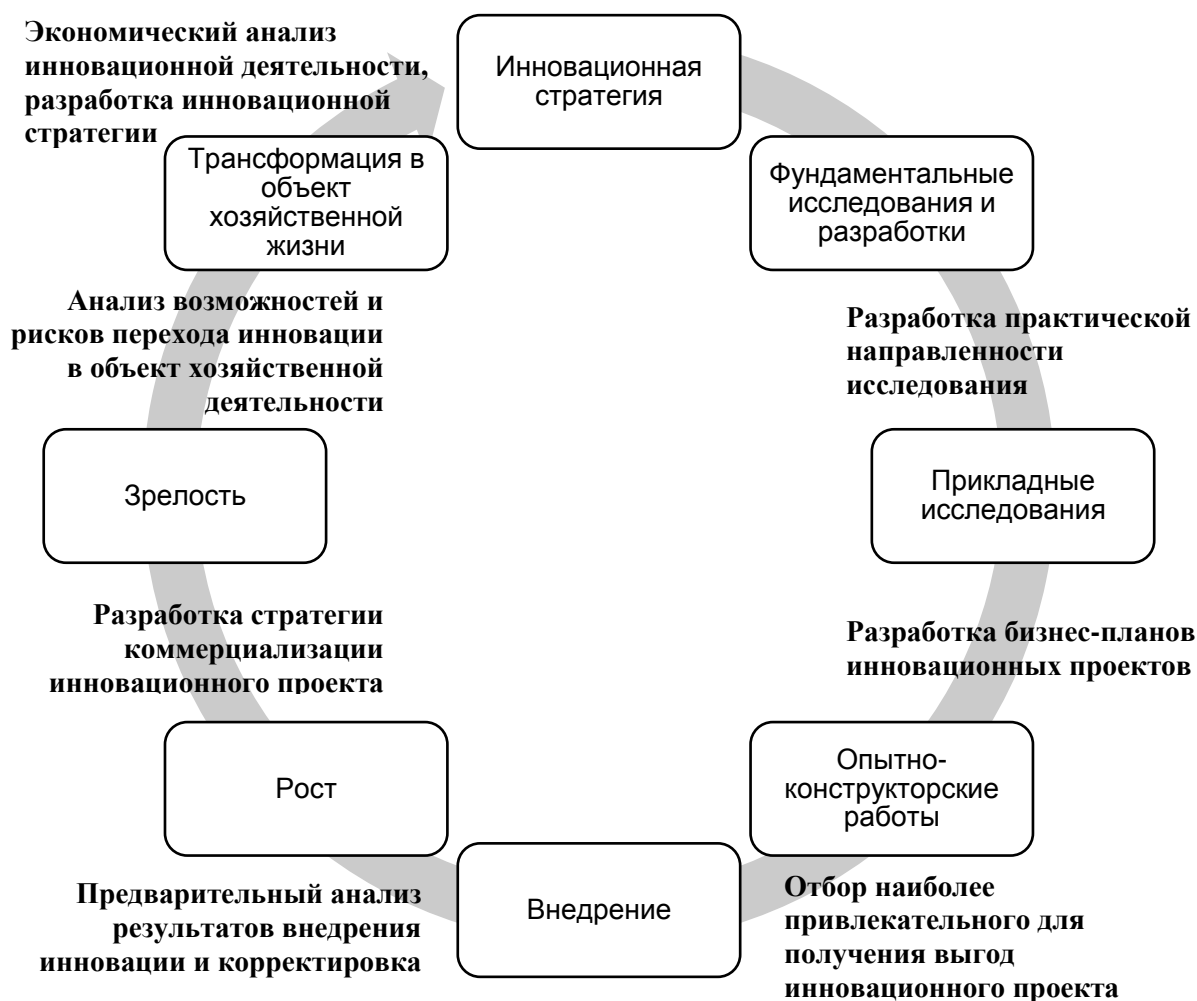 Экономический анализ
инновационной деятельности,
разработка инновационной
стратегии
Инновационная
стратегия
Трансформация в
объект
хозяйственной
жизни
Фундаментальные
исследования и
разработки
Анализ возможностей и
рисков перехода инновации
в объект хозяйственной
деятельности
Разработка практической
направленности
исследования
Зрелость
Прикладные
исследования
Разработка стратегии
коммерциализации
инновационного проекта
Разработка бизнес-планов
инновационных проектов
Рост
Опытно-
конструкторские
работы
Предварительный анализ
результатов внедрения
инновации и корректировка
Внедрение
Отбор наиболее
привлекательного для
получения выгод
инновационного проекта